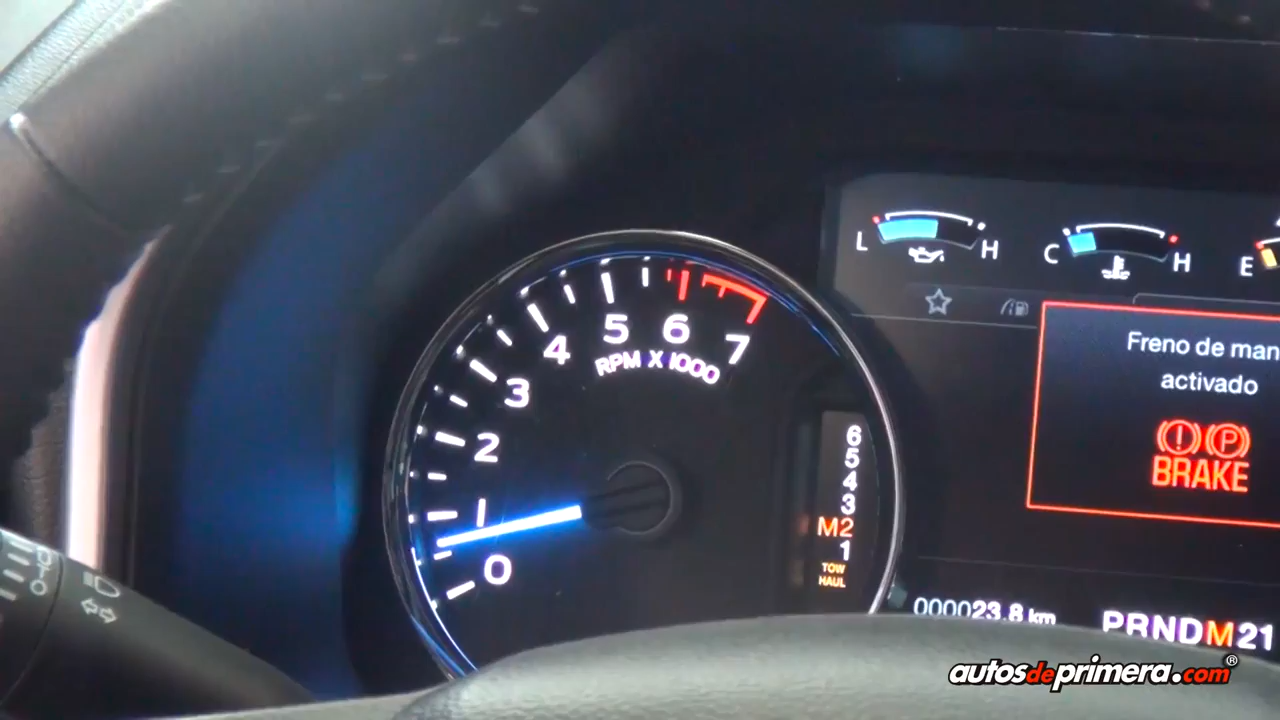 L H
C H
E
0
1
2
3
4
5
6
7
RPM X 1000
Freno de man
activado
BRAKE
6
5
4
3
M2
1
TOW
HAUL
000023.8 km
PRNDM21
autosdeprimera.com®